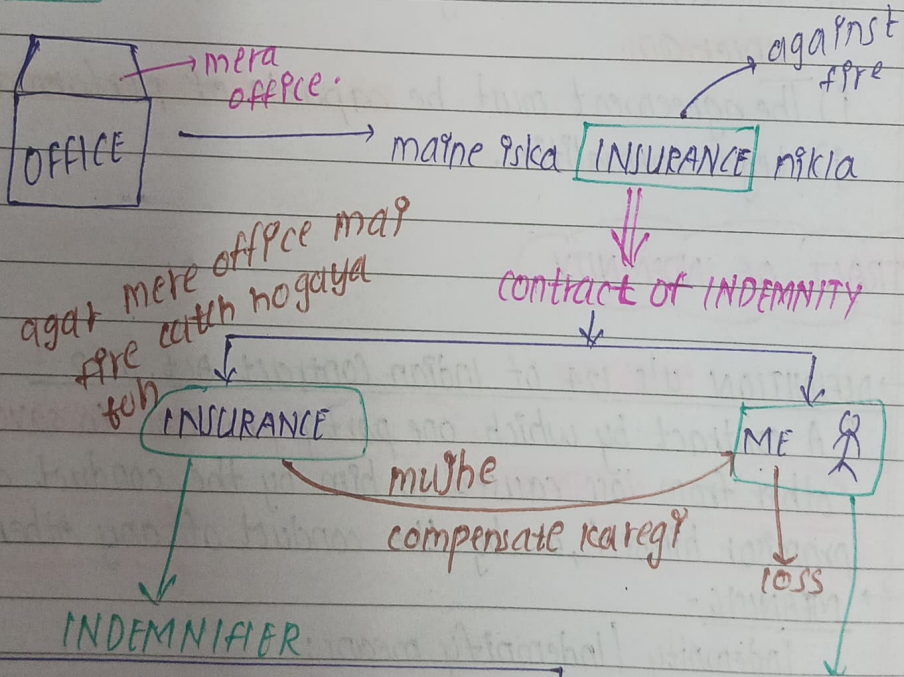 against
fire
mera
office.
OFFICE
maine iska INSURANCE nikla
agar mere office mai
fire catch hogaya
toh
contract of INDEMNITY
INSURANCE
ME
mujhe
compensate karegi
loss
INDEMNIFIER